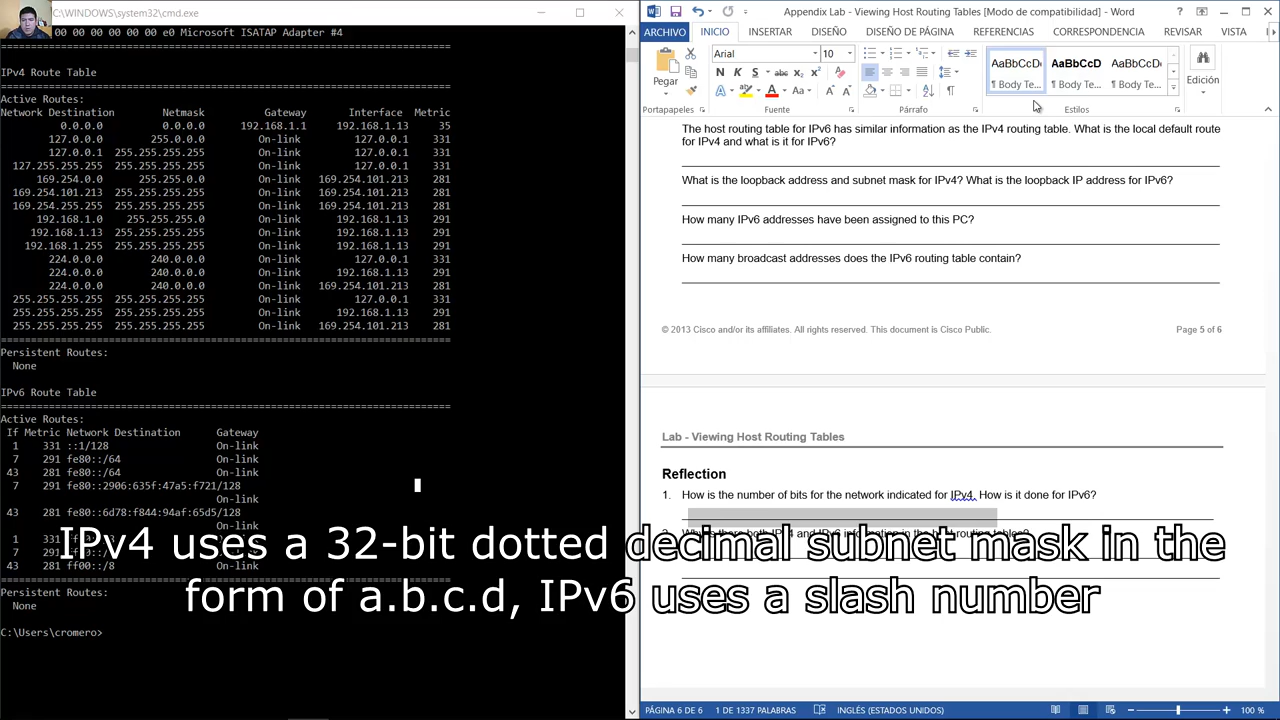 C:\WINDOWS\system32\cmd.exe
00 00 00 00 00 00 e0 Microsoft ISATAP Adapter #4
===========================================================================
IPv4 Route Table
===========================================================================
Active Routes:
Network Destination Netmask Gateway Interface Metric
0.0.0.0 0.0.0.0 192.168.1.1 192.168.1.13 35
127.0.0.0 255.0.0.0 On-link 127.0.0.1 331
127.0.0.1 255.255.255.255 On-link 127.0.0.1 331
127.255.255.255 255.255.255.255 On-link 127.0.0.1 331
169.254.0.0 255.255.0.0 On-link 169.254.101.213 281
169.254.101.213 255.255.255.255 On-link 169.254.101.213 281
169.254.255.255 255.255.255.255 On-link 169.254.101.213 281
192.168.1.0 255.255.255.0 On-link 192.168.1.13 291
192.168.1.13 255.255.255.255 On-link 192.168.1.13 291
192.168.1.255 255.255.255.255 On-link 192.168.1.13 291
224.0.0.0 240.0.0.0 On-link 127.0.0.1 331
224.0.0.0 240.0.0.0 On-link 192.168.1.13 291
224.0.0.0 240.0.0.0 On-link 169.254.101.213 281
255.255.255.255 255.255.255.255 On-link 127.0.0.1 331
255.255.255.255 255.255.255.255 On-link 192.168.1.13 291
255.255.255.255 255.255.255.255 On-link 169.254.101.213 281
===========================================================================
Persistent Routes:
None
IPv6 Route Table
===========================================================================
Active Routes:
If Metric Network Destination Gateway
1 331 ::1/128 On-link
7 291 fe80::/64 On-link
43 281 fe80::/64 On-link
7 291 fe80::2906:635f:47a5:f721/128
On-link
43 281 fe80::6d78:f844:94af:65d5/128
On-link
1 331
7 291
43 281 ff00::/8 On-link
===========================================================================
Persistent Routes:
None
C:\Users\cromero>
Appendix Lab - Viewing Host Routing Tables [Modo de compatibilidad] - Word
ARCHIVO INICIO INSERTAR DISEÑO DISEÑO DE PÁGINA REFERENCIAS CORRESPONDENCIA REVISAR VISTA
Pegar
Arial 10
N K S abc x₂ x²
A aby A Aa A A
AaBbCcDc AaBbCcD AaBbCcDc
¶ Body Te... ¶ Body Te... ¶ Body Te...
Edición
Portapapeles Fuente Párrafo Estilos
The host routing table for IPv6 has similar information as the IPv4 routing table. What is the local default route
for IPv4 and what is it for IPv6?
What is the loopback address and subnet mask for IPv4? What is the loopback IP address for IPv6?
How many IPv6 addresses have been assigned to this PC?
How many broadcast addresses does the IPv6 routing table contain?
© 2013 Cisco and/or its affiliates. All rights reserved. This document is Cisco Public. Page 5 of 6
Lab - Viewing Host Routing Tables
Reflection
1. How is the number of bits for the network indicated for IPv4. How is it done for IPv6?
2. Why is there both IPv4 and IPv6 information in the host routing tables?
IPv4 uses a 32-bit dotted decimal subnet mask in the
form of a.b.c.d, IPv6 uses a slash number
PÁGINA 6 DE 6 1 DE 1337 PALABRAS INGLÉS (ESTADOS UNIDOS) 100 %